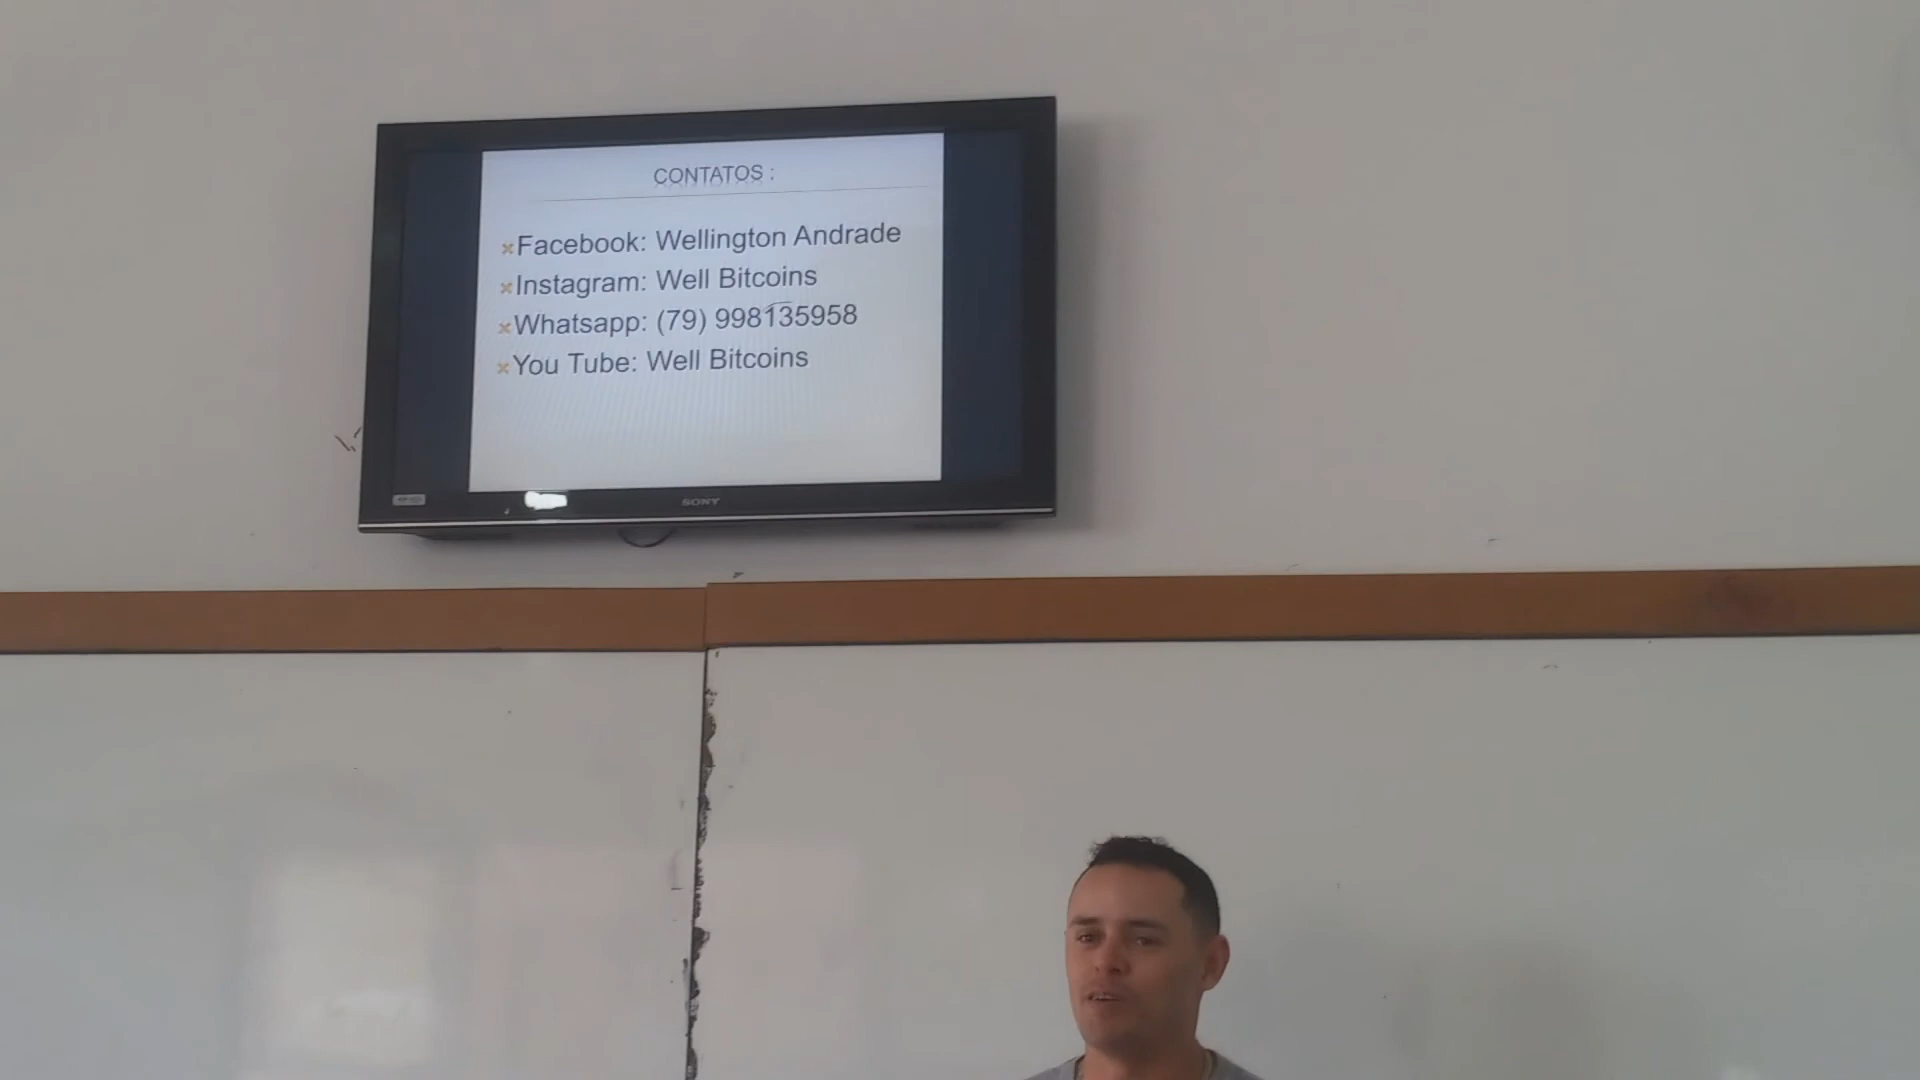 CONTATOS :
Facebook: Wellington Andrade
Instagram: Well Bitcoins
Whatsapp: (79) 998135958
You Tube: Well Bitcoins
SONY